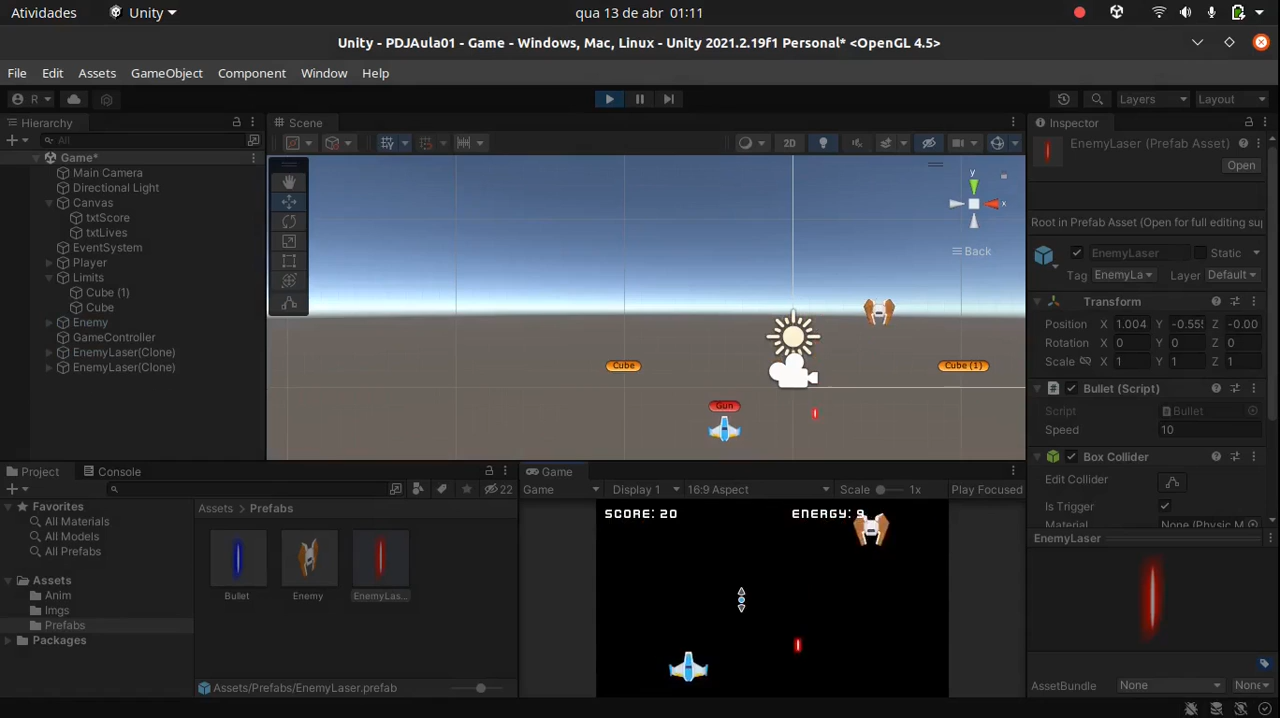 Atividades Unity qua 13 de abr 01:11
Unity - PDJAula01 - Game - Windows, Mac, Linux - Unity 2021.2.19f1 Personal* <OpenGL 4.5>
File Edit Assets GameObject Component Window Help
R Layers Layout
Hierarchy
All
Game*
Main Camera
Directional Light
Canvas
txtScore
txtLives
EventSystem
Player
Limits
Cube (1)
Cube
Enemy
GameController
EnemyLaser(Clone)
EnemyLaser(Clone)
Scene
2D
y
x
Back
Cube
Cube (1)
Gun
Inspector
EnemyLaser (Prefab Asset)
Open
Root in Prefab Asset (Open for full editing sup
EnemyLaser Static
Tag EnemyLa Layer Default
Transform
Position X 1.004 Y -0.555 Z -0.00
Rotation X 0 Y 0 Z 0
Scale X 1 Y 1 Z 1
Bullet (Script)
Script Bullet
Speed 10
Box Collider
Edit Collider
Is Trigger
Material None (Physic M
EnemyLaser
AssetBundle None None
Project Console
22
Favorites
All Materials
All Models
All Prefabs
Assets
Anim
Imgs
Prefabs
Packages
Assets > Prefabs
Bullet Enemy EnemyLas...
Assets/Prefabs/EnemyLaser.prefab
Game
Game Display 1 16:9 Aspect Scale 1x Play Focused
SCORE: 20 ENERGY: 9